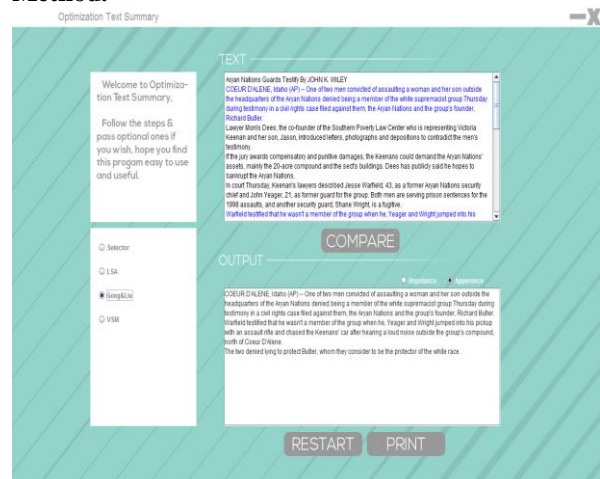 Optimization Text Summary
TEXT
Welcome to Optimiza-
tion Text Summary,
Follow the steps &
pass optional ones if
you wish, hope you find
this progam easy to use
and useful.
Aryan Nations Guards Testify By JOHN K. WILEY
COEUR D'ALENE, Idaho (AP) – One of two men convicted of assaulting a woman and her son outside
the headquarters of the Aryan Nations denied being a member of the white supremacist group Thursday
during testimony in a civil rights case filed against them, the Aryan Nations and the group's founder,
Richard Butler.
Lawyer Morris Dees, the co-founder of the Southern Poverty Law Center who is representing Victoria
Keenan and her son, Jason, introduced letters, photographs and depositions to contradict the men's
testimony.
If the jury awards compensatory and punitive damages, the Keenans could demand the Aryan Nations'
assets, mainly the 20-acre compound and the sect's buildings. Dees has publicly said he hopes to
bankrupt the Aryan Nations.
In court Thursday, Keenan's lawyers described Jesse Warfield, 43, as a former Aryan Nations security
chief and John Yeager, 21, as former guard for the group. Both men are serving prison sentences for the
1998 assaults, and another security guard, Shane Wright, is a fugitive.
Warfield testified that he wasn't a member of the group when he, Yeager and Wright jumped into his
COMPARE
Selector
LSA
Gong&Liu
VSM
OUTPUT
Importance Apperance
COEUR D'ALENE, Idaho (AP) – One of two men convicted of assaulting a woman and her son outside the
headquarters of the Aryan Nations denied being a member of the white supremacist group Thursday during
testimony in a civil rights case filed against them, the Aryan Nations and the group's founder, Richard Butler.
Warfield testified that he wasn't a member of the group when he, Yeager and Wright jumped into his pickup
with an assault rifle and chased the Keenans' car after hearing a loud noise outside the group's compound,
north of Coeur D'Alene.
The two denied lying to protect Butler, whom they consider to be the protector of the white race.
RESTART PRINT